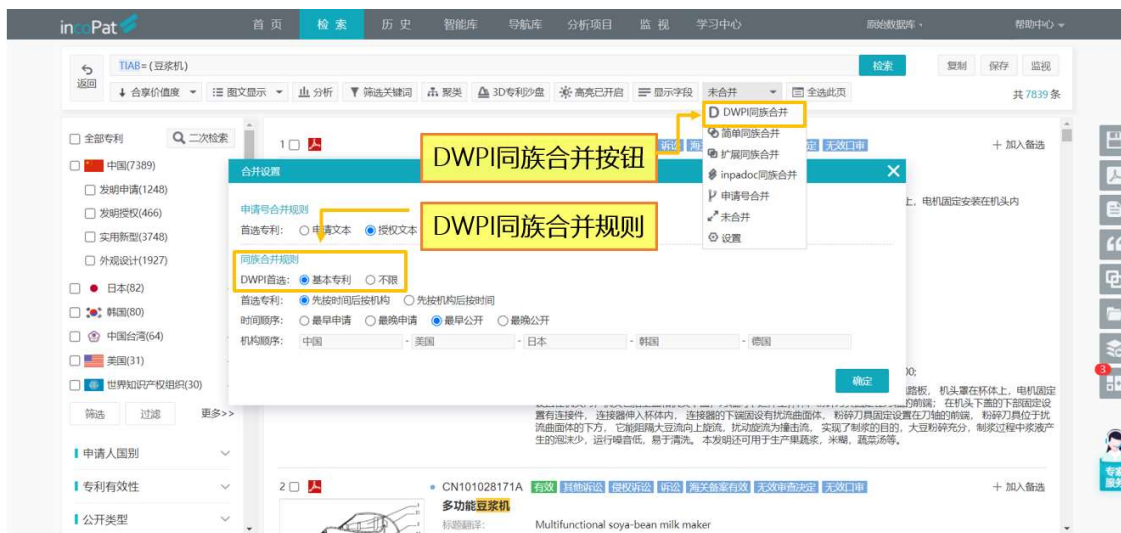 incoPat
首 页 检 索 历 史 智能库 导航库 分析项目 监 视 学习中心 原始数据库 帮助中心
返回
TIAB=(豆浆机)
检索 复制 保存 监视
合享价值度 图文显示 分析 筛选关键词 聚类 3D专利沙盘 高亮已开启 显示字段 未合并 全选此页 共 7839 条
D DWPI同族合并
简单同族合并
扩展同族合并
inpadoc同族合并
申请号合并
未合并
设置
全部专利 二次检索
中国(7389)
发明申请(1248)
发明授权(466)
实用新型(3748)
外观设计(1927)
日本(82)
韩国(80)
中国台湾(64)
美国(31)
世界知识产权组织(30)
筛选 过滤 更多>>
申请人国别
专利有效性
公开类型
1
诉讼 无效口审
加入备选
DWPI同族合并按钮
合并设置
申请号合并规则
首选专利: 申请文本 授权文本
DWPI同族合并规则
同族合并规则
DWPI首选: 基本专利 不限
首选专利: 先按时间后按机构 先按机构后按时间
时间顺序: 最早申请 最晚申请 最早公开 最晚公开
机构顺序: 中国 - 美国 - 日本 - 韩国 - 德国
确定
上, 电机固定安装在机头内
路板, 机头罩在杯体上, 电机固定
的前端; 在机头下盖的下部固定设
置有连接件, 连接器伸入杯体内, 连接器的下端固设有扰流曲面体, 粉碎刀具固定设置在刀轴的前端, 粉碎刀具位于扰
流曲面体的下方, 它能阻隔大豆流向上旋流, 扰动旋流为撞击流, 实现了制浆的目的, 大豆粉碎充分, 制浆过程中浆液产
生的泡沫少, 运行噪音低, 易于清洗。 本发明还可用于生产果蔬浆, 米糊, 蔬菜汤等。
2
CN101028171A 有效 其他诉讼 侵权诉讼 诉讼 海关备案有效 无效审查决定 无效口审
加入备选
多功能豆浆机
标题翻译: Multifunctional soya-bean milk maker
3
专家
服务